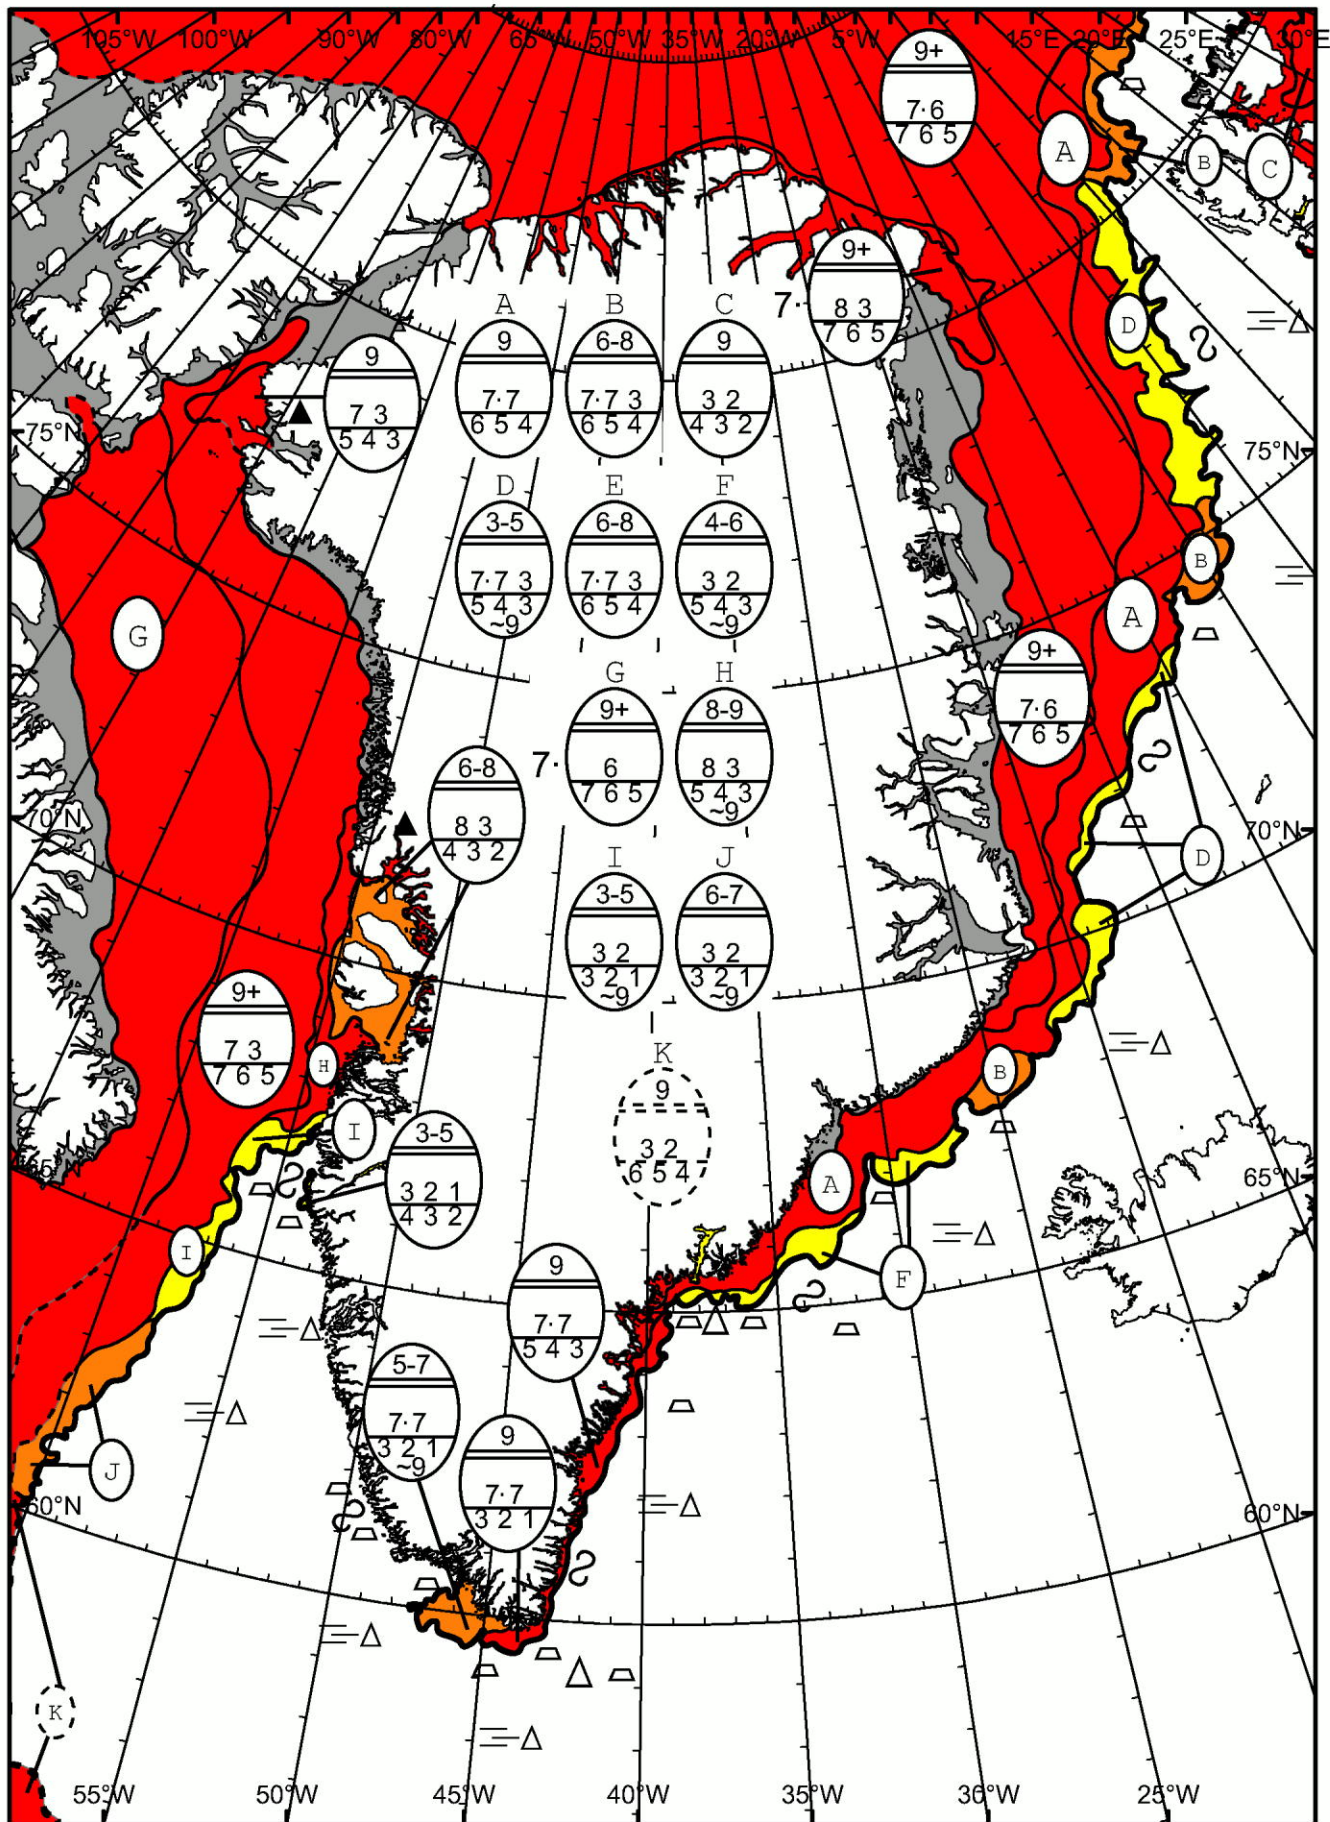 105°W 100°W 90°W 80°W 65°W 50°W 35°W 20°W 5°W 15°E 20°E 25°E 30°E
9+
7·6
7 6 5
A
B
C
9+
7· 8 3
7 6 5
D
A B C
9 6-8 9
7·7 7·7 3 3 2
6 5 4 6 5 4 4 3 2
9
7 3
5 4 3
75°N
75°N
D E F
3-5 6-8 4-6
7·7 3 7·7 3 3 2
5 4 3 6 5 4 5 4 3
~9 ~9
B
A
G
G H
9+ 8-9
7· 6 8 3
7 6 5 5 4 3
~9
9+
7·6
7 6 5
6-8
8 3
4 3 2
70°N
70°N
D
I J
3-5 6-7
3 2 3 2
3 2 1 3 2 1
~9 ~9
9+
7 3
7 6 5
H
B
K
9
3 2
6 5 4
I
3-5
3 2 1
4 3 2
65°N
65°N
A
I
F
9
7·7
5 4 3
5-7
7·7
3 2 1
~9
9
7·7
3 2 1
J
60°N
60°N
K
55°W 50°W 45°W 40°W 35°W 30°W 25°W